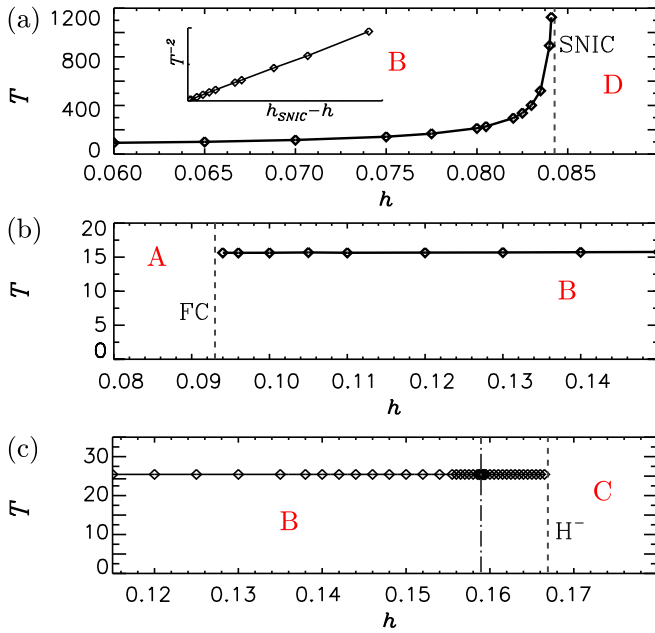 (a)
1200
800
400
0
T
T⁻²
h_SNIC−h
B
SNIC
D
0.060 0.065 0.070 0.075 0.080 0.085
h
(b)
20
15
10
5
0
T
A
FC
B
0.08 0.09 0.10 0.11 0.12 0.13 0.14
h
(c)
30
20
10
0
T
B
C
H⁻
0.12 0.13 0.14 0.15 0.16 0.17
h